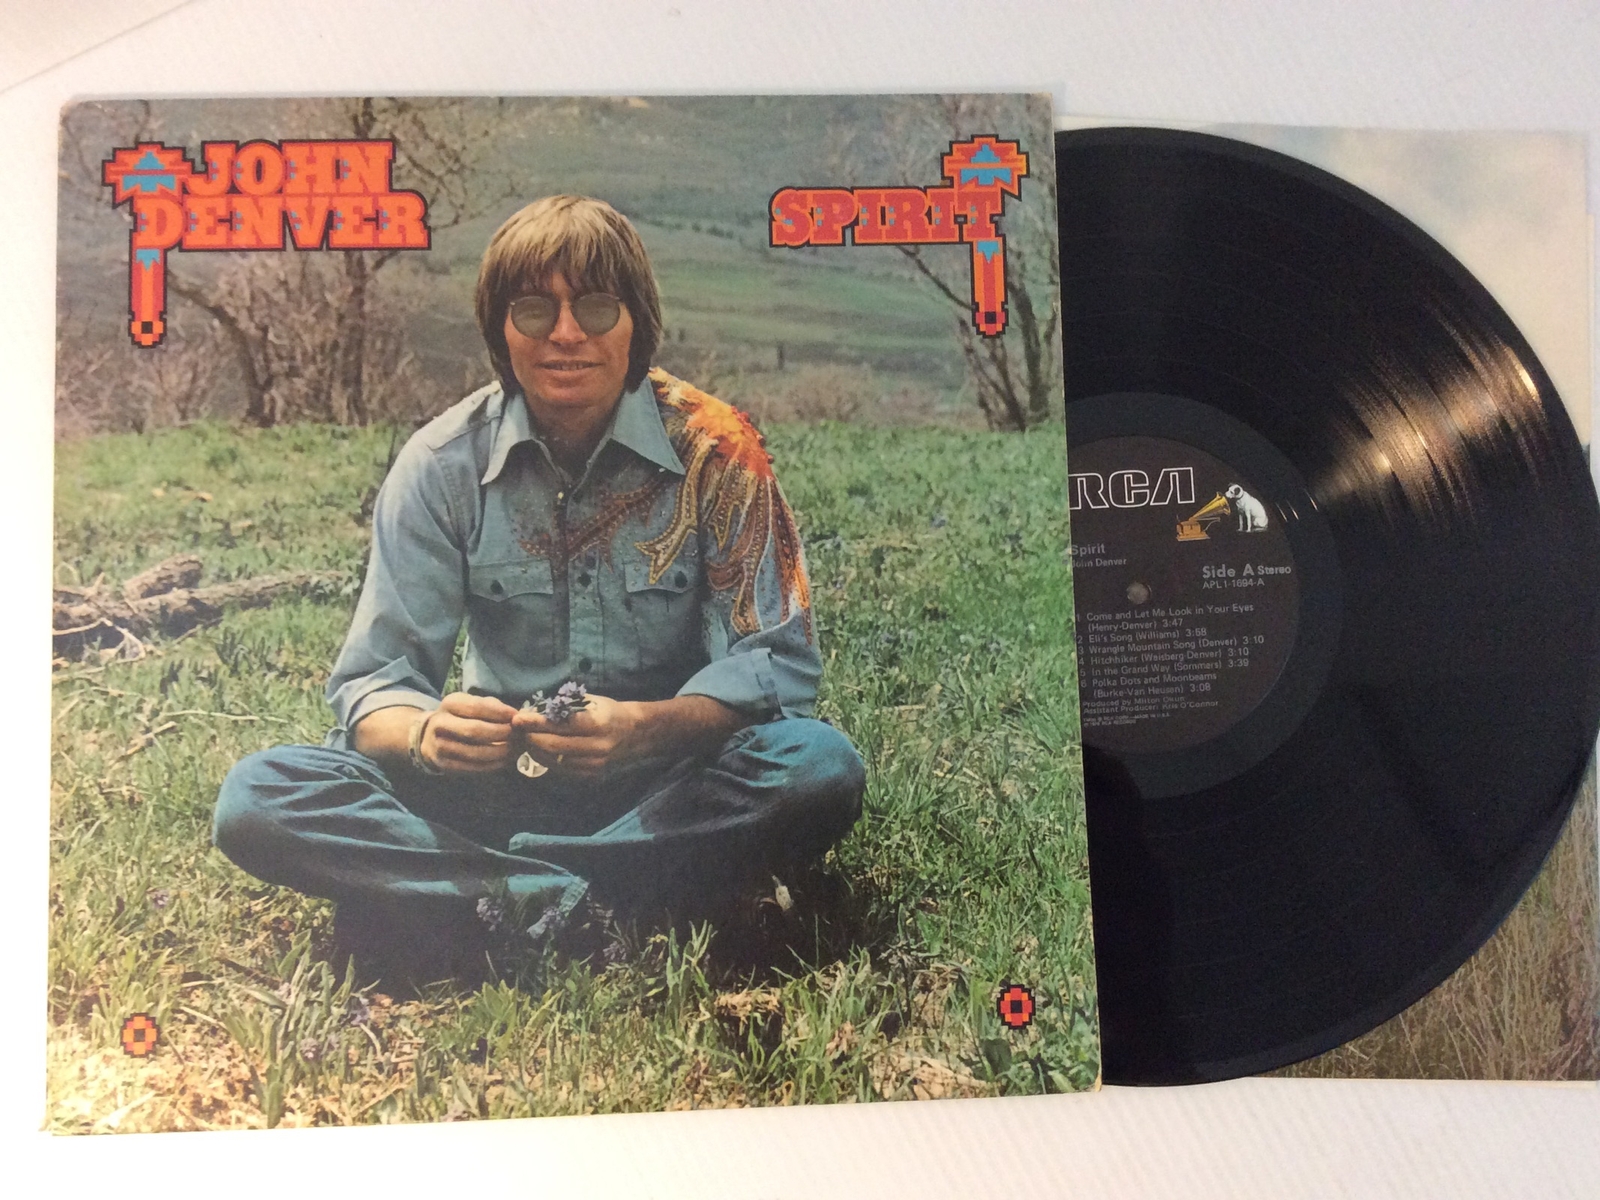 JOHN
DENVER
SPIRIT
RCA
Spirit
John Denver
Side A Stereo
APL1-1694-A
1 Come and Let Me Look in Your Eyes
(Henry-Denver) 3:47
2 Eli's Song (Williams) 3:58
3 Wrangle Mountain Song (Denver) 3:10
4 Hitchhiker (Weisberg-Denver) 3:10
5 In the Grand Way (Sommers) 3:39
6 Polka Dots and Moonbeams
(Burke-Van Heusen) 3:08
Produced by Milton Okun
Assistant Producer: Kris O'Connor